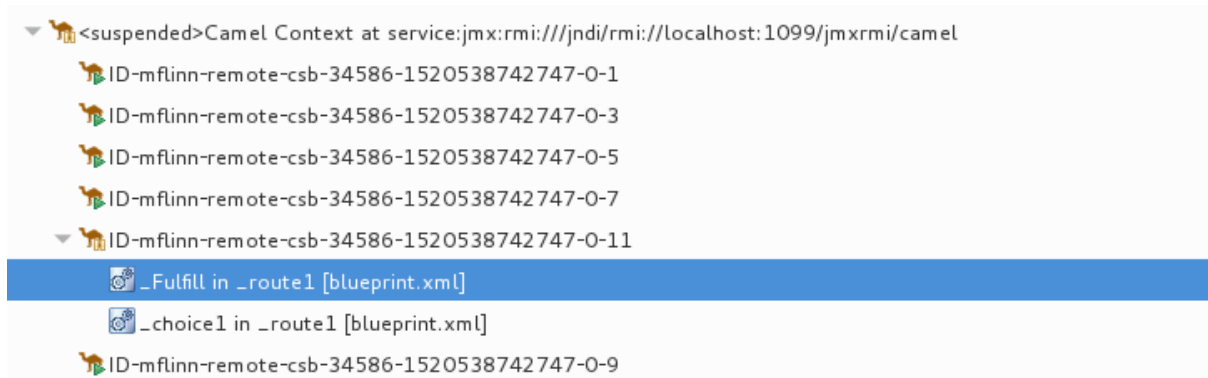 <suspended>Camel Context at service:jmx:rmi:///jndi/rmi://localhost:1099/jmxrmi/camel
ID-mflinn-remote-csb-34586-1520538742747-0-1
ID-mflinn-remote-csb-34586-1520538742747-0-3
ID-mflinn-remote-csb-34586-1520538742747-0-5
ID-mflinn-remote-csb-34586-1520538742747-0-7
ID-mflinn-remote-csb-34586-1520538742747-0-11
_Fulfill in _route1 [blueprint.xml]
_choice1 in _route1 [blueprint.xml]
ID-mflinn-remote-csb-34586-1520538742747-0-9